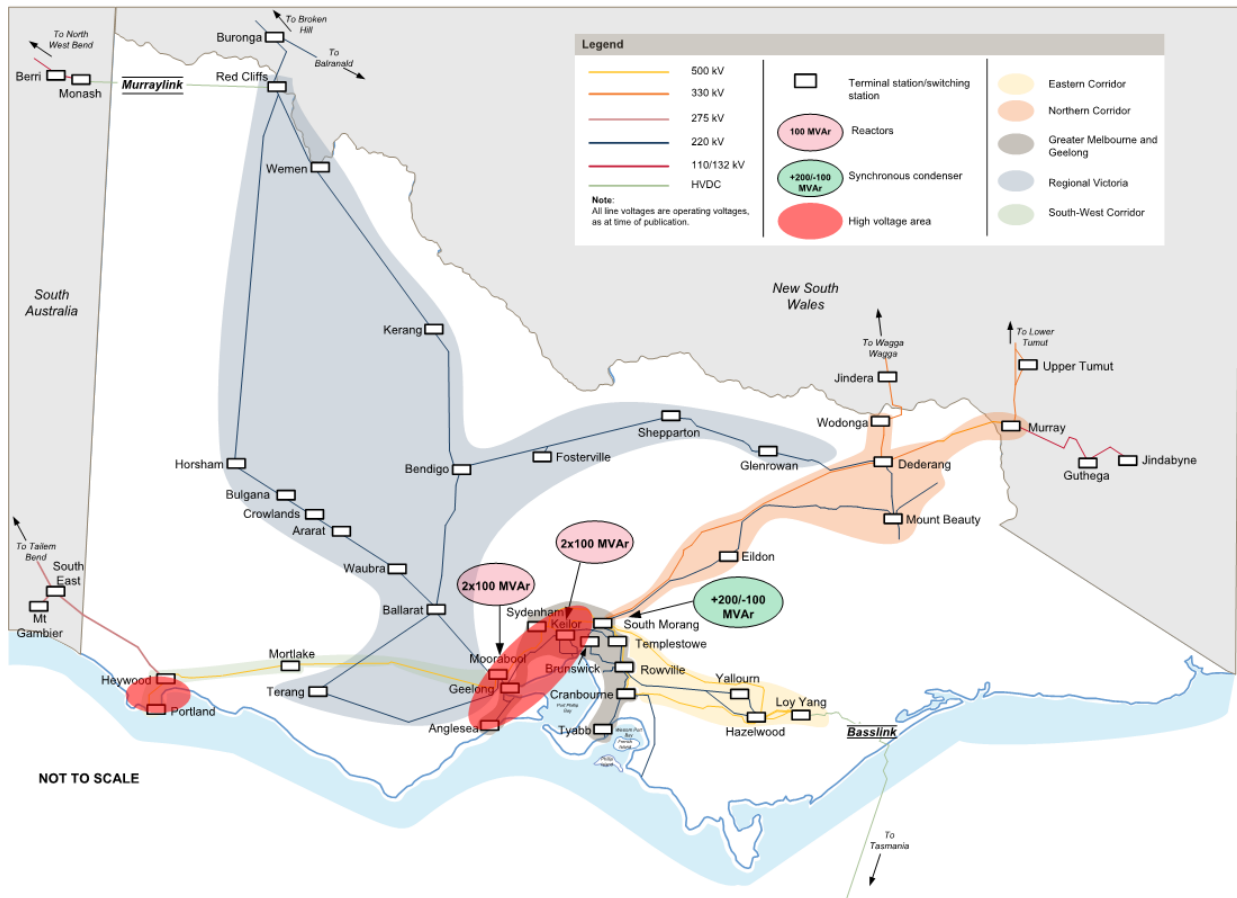 To Broken
Hill
Buronga
To
Balranald
To North
West Bend
Berri
Monash
Murraylink
Red Cliffs
Wemen
Legend
500 kV
330 kV
275 kV
220 kV
110/132 kV
HVDC
Note:
All line voltages are operating voltages,
as at time of publication.
Terminal station/switching
station
100 MVAr
Reactors
+200/-100
MVAr
Synchronous condenser
High voltage area
Eastern Corridor
Northern Corridor
Greater Melbourne and
Geelong
Regional Victoria
South-West Corridor
South
Australia
New South
Wales
Kerang
To Wagga
Wagga
To Lower
Tumut
Jindera
Upper Tumut
Wodonga
Murray
Shepparton
Fosterville
Glenrowan
Dederang
Guthega
Jindabyne
Horsham
Bendigo
Bulgana
Crowlands
Ararat
Mount Beauty
To Tailem
Bend
South
East
Mt
Gambier
Waubra
Eildon
2x100 MVAr
2x100 MVAr
+200/-100
MVAr
Ballarat
Sydenham
Keilor
South Morang
Templestowe
Mortlake
Moorabool
Brunswick
Rowville
Heywood
Terang
Geelong
Cranbourne
Yallourn
Loy Yang
Portland
Anglesea
Port Phillip
Bay
Tyabb
Hazelwood
Basslink
NOT TO SCALE
To
Tasmania